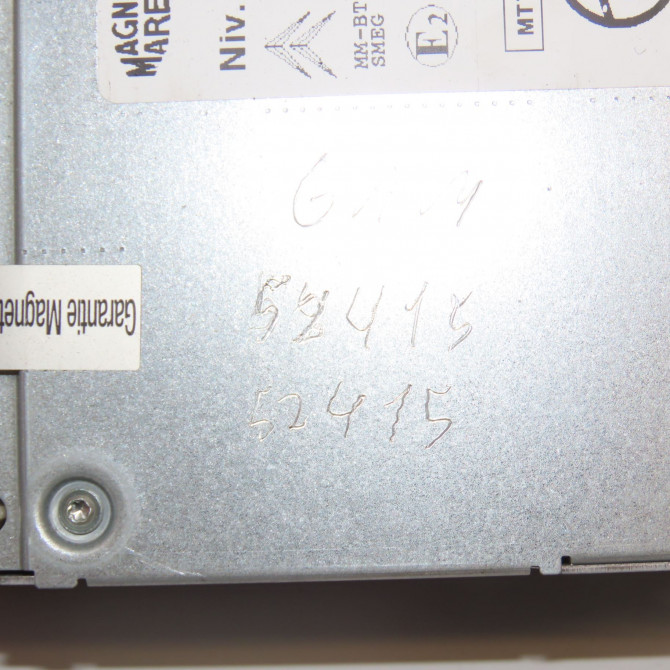 MAGN
MARE
Niv.
MM-BT
SMEG
E2
MT
Garantie Magnet
52415
52415